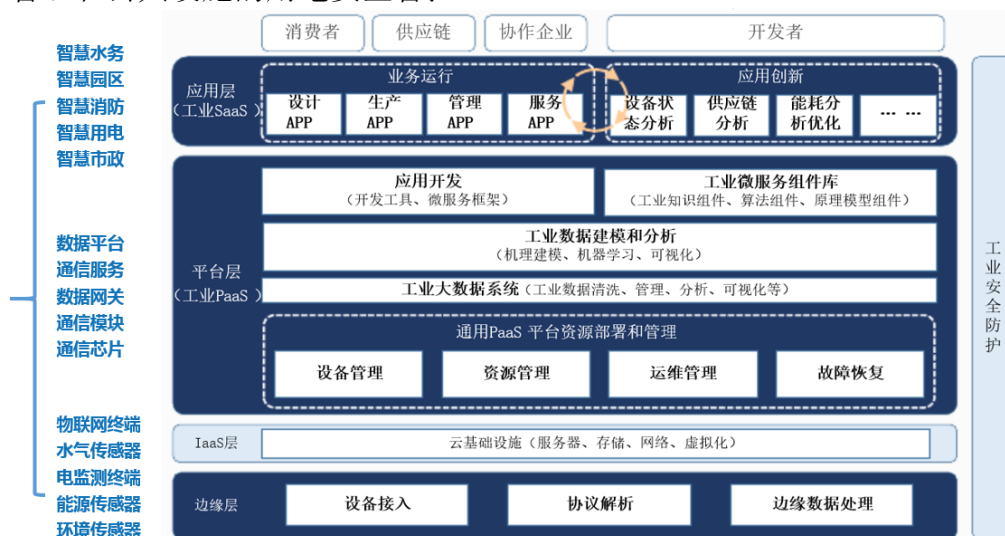 消费者 供应链 协作企业 开发者
智慧水务
智慧园区
智慧消防
智慧用电
智慧市政
应用层
（工业SaaS ）
业务运行
设计
APP
生产
APP
管理
APP
服务
APP
应用创新
设备状
态分析
供应链
分析
能耗分
析优化
... ...
数据平台
通信服务
数据网关
通信模块
通信芯片
平台层
（工业PaaS ）
应用开发
（开发工具、微服务框架）
工业微服务组件库
（工业知识组件、算法组件、原理模型组件）
工业数据建模和分析
（机理建模、机器学习、可视化）
工业大数据系统（工业数据清洗、管理、分析、可视化等）
通用PaaS 平台资源部署和管理
设备管理 资源管理 运维管理 故障恢复
物联网终端
水气传感器
电监测终端
能源传感器
环境传感器
IaaS层
云基础设施（服务器、存储、网络、虚拟化）
边缘层
设备接入 协议解析 边缘数据处理
工业安全防护